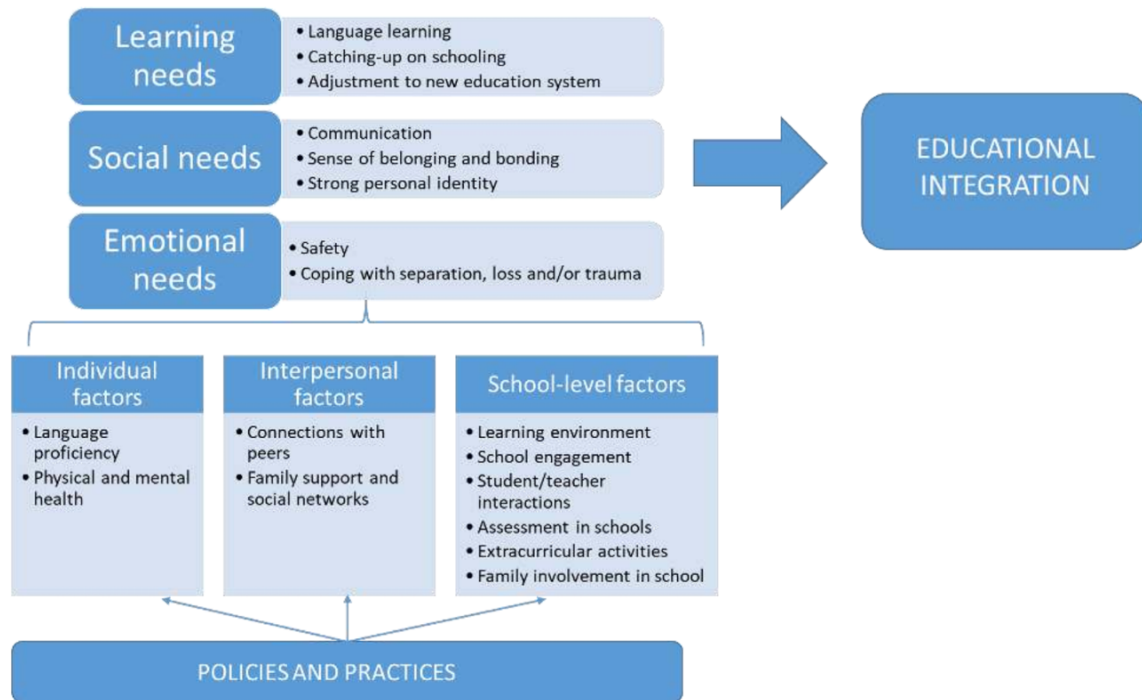 Learning
needs
• Language learning
• Catching-up on schooling
• Adjustment to new education system
Social needs
• Communication
• Sense of belonging and bonding
• Strong personal identity
Emotional
needs
• Safety
• Coping with separation, loss and/or trauma
EDUCATIONAL
INTEGRATION
Individual
factors
• Language
proficiency
• Physical and mental
health
Interpersonal
factors
• Connections with
peers
• Family support and
social networks
School-level factors
• Learning environment
• School engagement
• Student/teacher
interactions
• Assessment in schools
• Extracurricular activities
• Family involvement in school
POLICIES AND PRACTICES